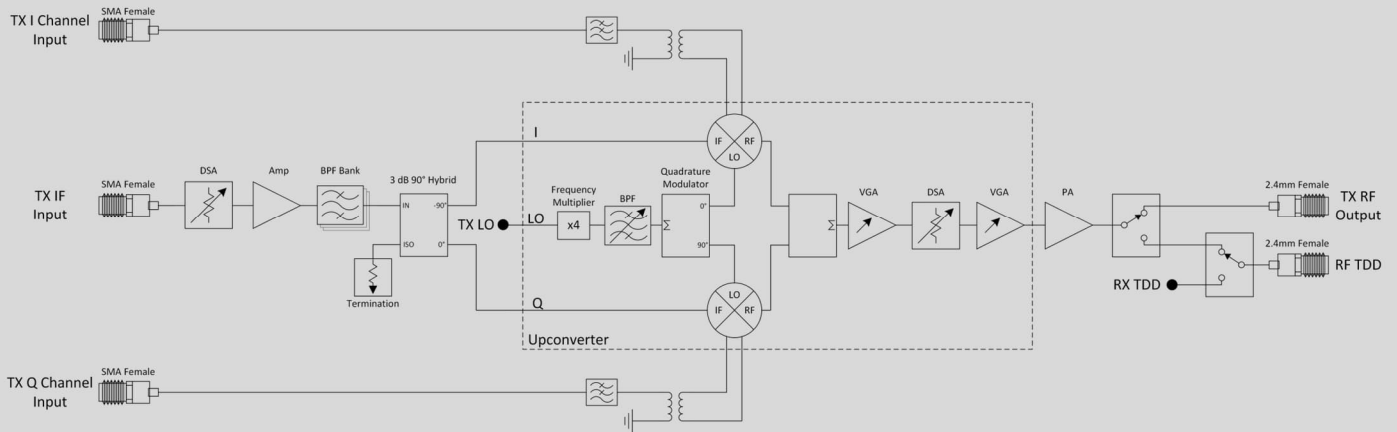 TX I Channel
Input
SMA Female
I
IF
RF
LO
Quadrature
Modulator
DSA
Amp
BPF Bank
3 dB 90° Hybrid
Frequency
Multiplier
BPF
VGA
DSA
VGA
PA
2.4mm Female
TX RF
Output
TX IF
Input
SMA Female
IN
-90°
ISO
0°
TX LO
LO
x4
Σ
0°
90°
Σ
2.4mm Female
RF TDD
RX TDD
Termination
Q
LO
IF
RF
Upconverter
TX Q Channel
Input
SMA Female